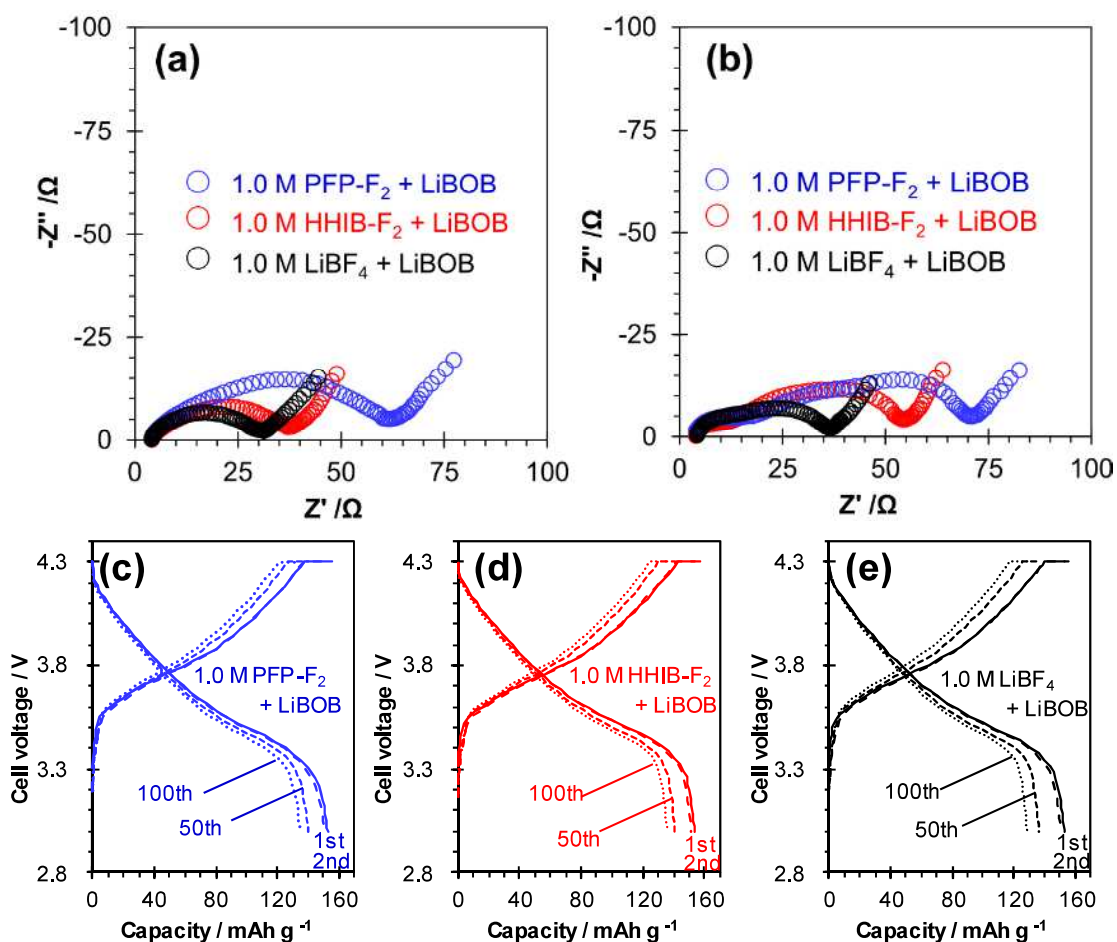 (a)
-100
-75
-50
-25
0
-Z'' /Ω
1.0 M PFP-F₂ + LiBOB
1.0 M HHIB-F₂ + LiBOB
1.0 M LiBF₄ + LiBOB
0 25 50 75 100
Z' /Ω
(b)
-100
-75
-50
-25
0
-Z'' /Ω
1.0 M PFP-F₂ + LiBOB
1.0 M HHIB-F₂ + LiBOB
1.0 M LiBF₄ + LiBOB
0 25 50 75 100
Z' /Ω
(c)
4.3
3.8
3.3
2.8
Cell voltage / V
1.0 M PFP-F₂
+ LiBOB
100th
50th
1st
2nd
0 40 80 120 160
Capacity / mAh g⁻¹
(d)
4.3
3.8
3.3
2.8
Cell voltage / V
1.0 M HHIB-F₂
+ LiBOB
100th
50th
1st
2nd
0 40 80 120 160
Capacity / mAh g⁻¹
(e)
4.3
3.8
3.3
2.8
Cell voltage / V
1.0 M LiBF₄
+ LiBOB
100th
50th
1st
2nd
0 40 80 120 160
Capacity / mAh g⁻¹